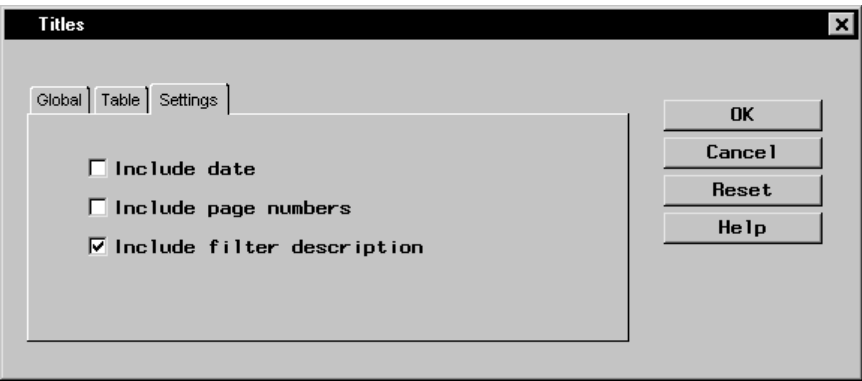 Titles
Global Table Settings
Include date
Include page numbers
Include filter description
OK
Cancel
Reset
Help